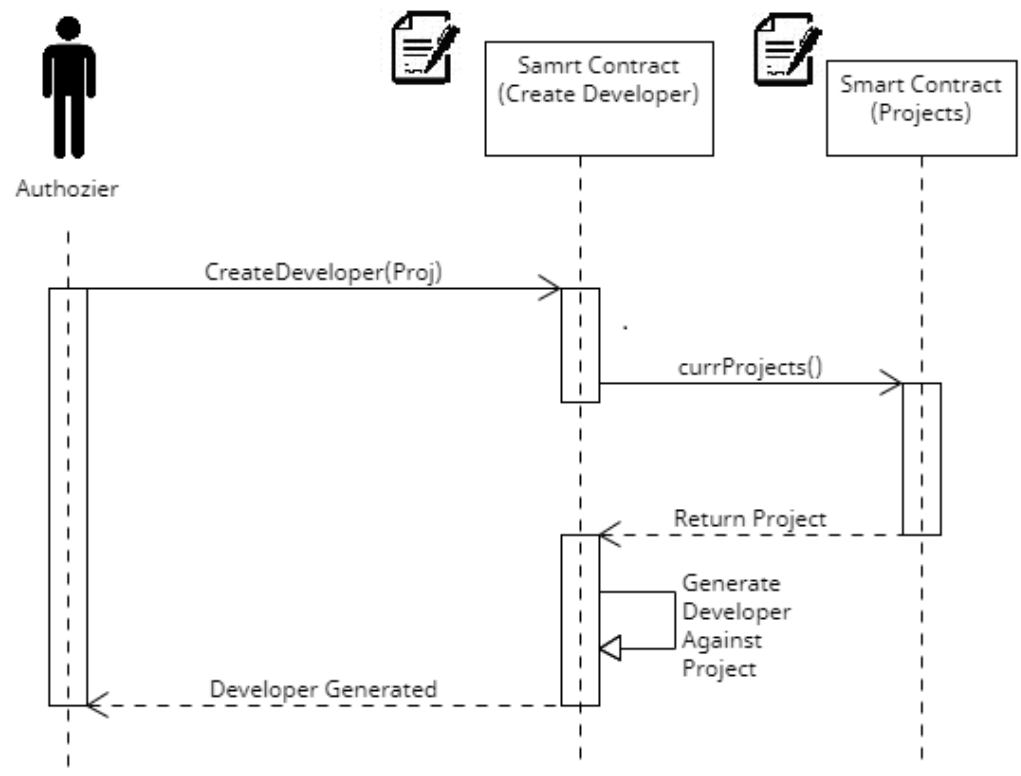 Samrt Contract
(Create Developer)
Smart Contract
(Projects)
Authozier
CreateDeveloper(Proj)
currProjects()
Return Project
Generate
Developer
Against
Project
Developer Generated